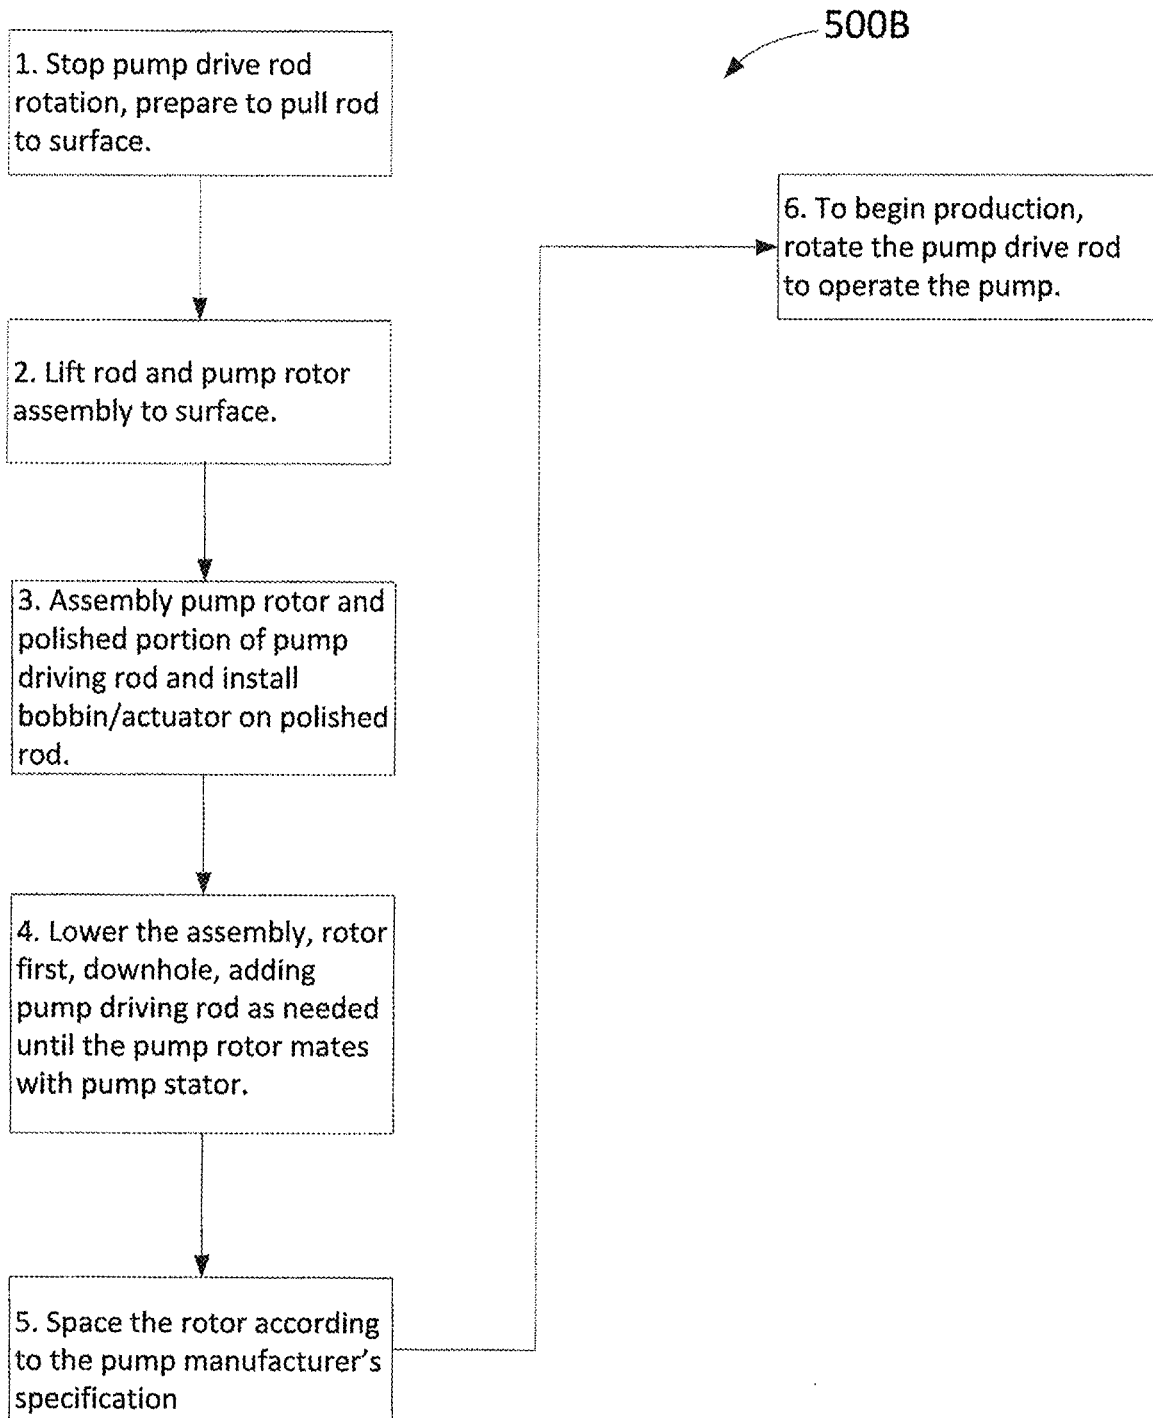 500B
1. Stop pump drive rod
rotation, prepare to pull rod
to surface.
2. Lift rod and pump rotor
assembly to surface.
3. Assembly pump rotor and
polished portion of pump
driving rod and install
bobbin/actuator on polished
rod.
4. Lower the assembly, rotor
first, downhole, adding
pump driving rod as needed
until the pump rotor mates
with pump stator.
5. Space the rotor according
to the pump manufacturer's
specification
6. To begin production,
rotate the pump drive rod
to operate the pump.